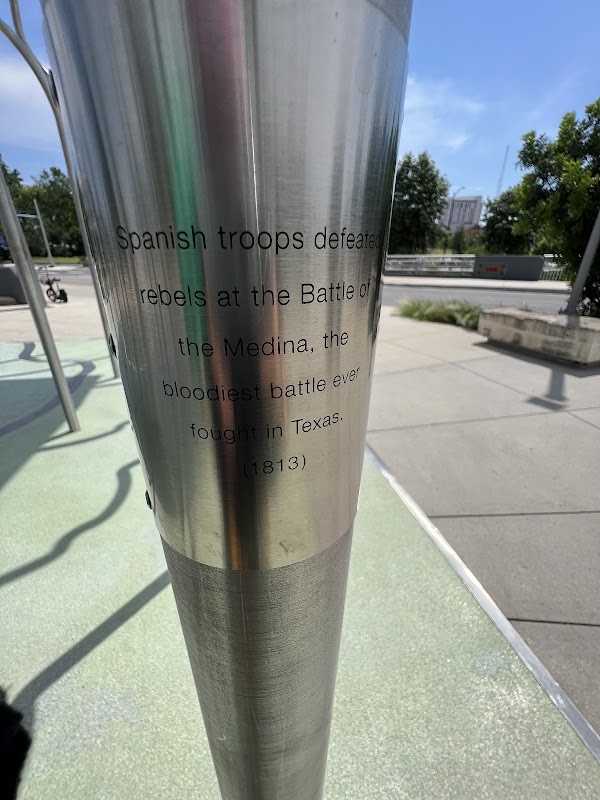 Spanish troops defeated
rebels at the Battle of
the Medina, the
bloodiest battle ever
fought in Texas.
(1813)